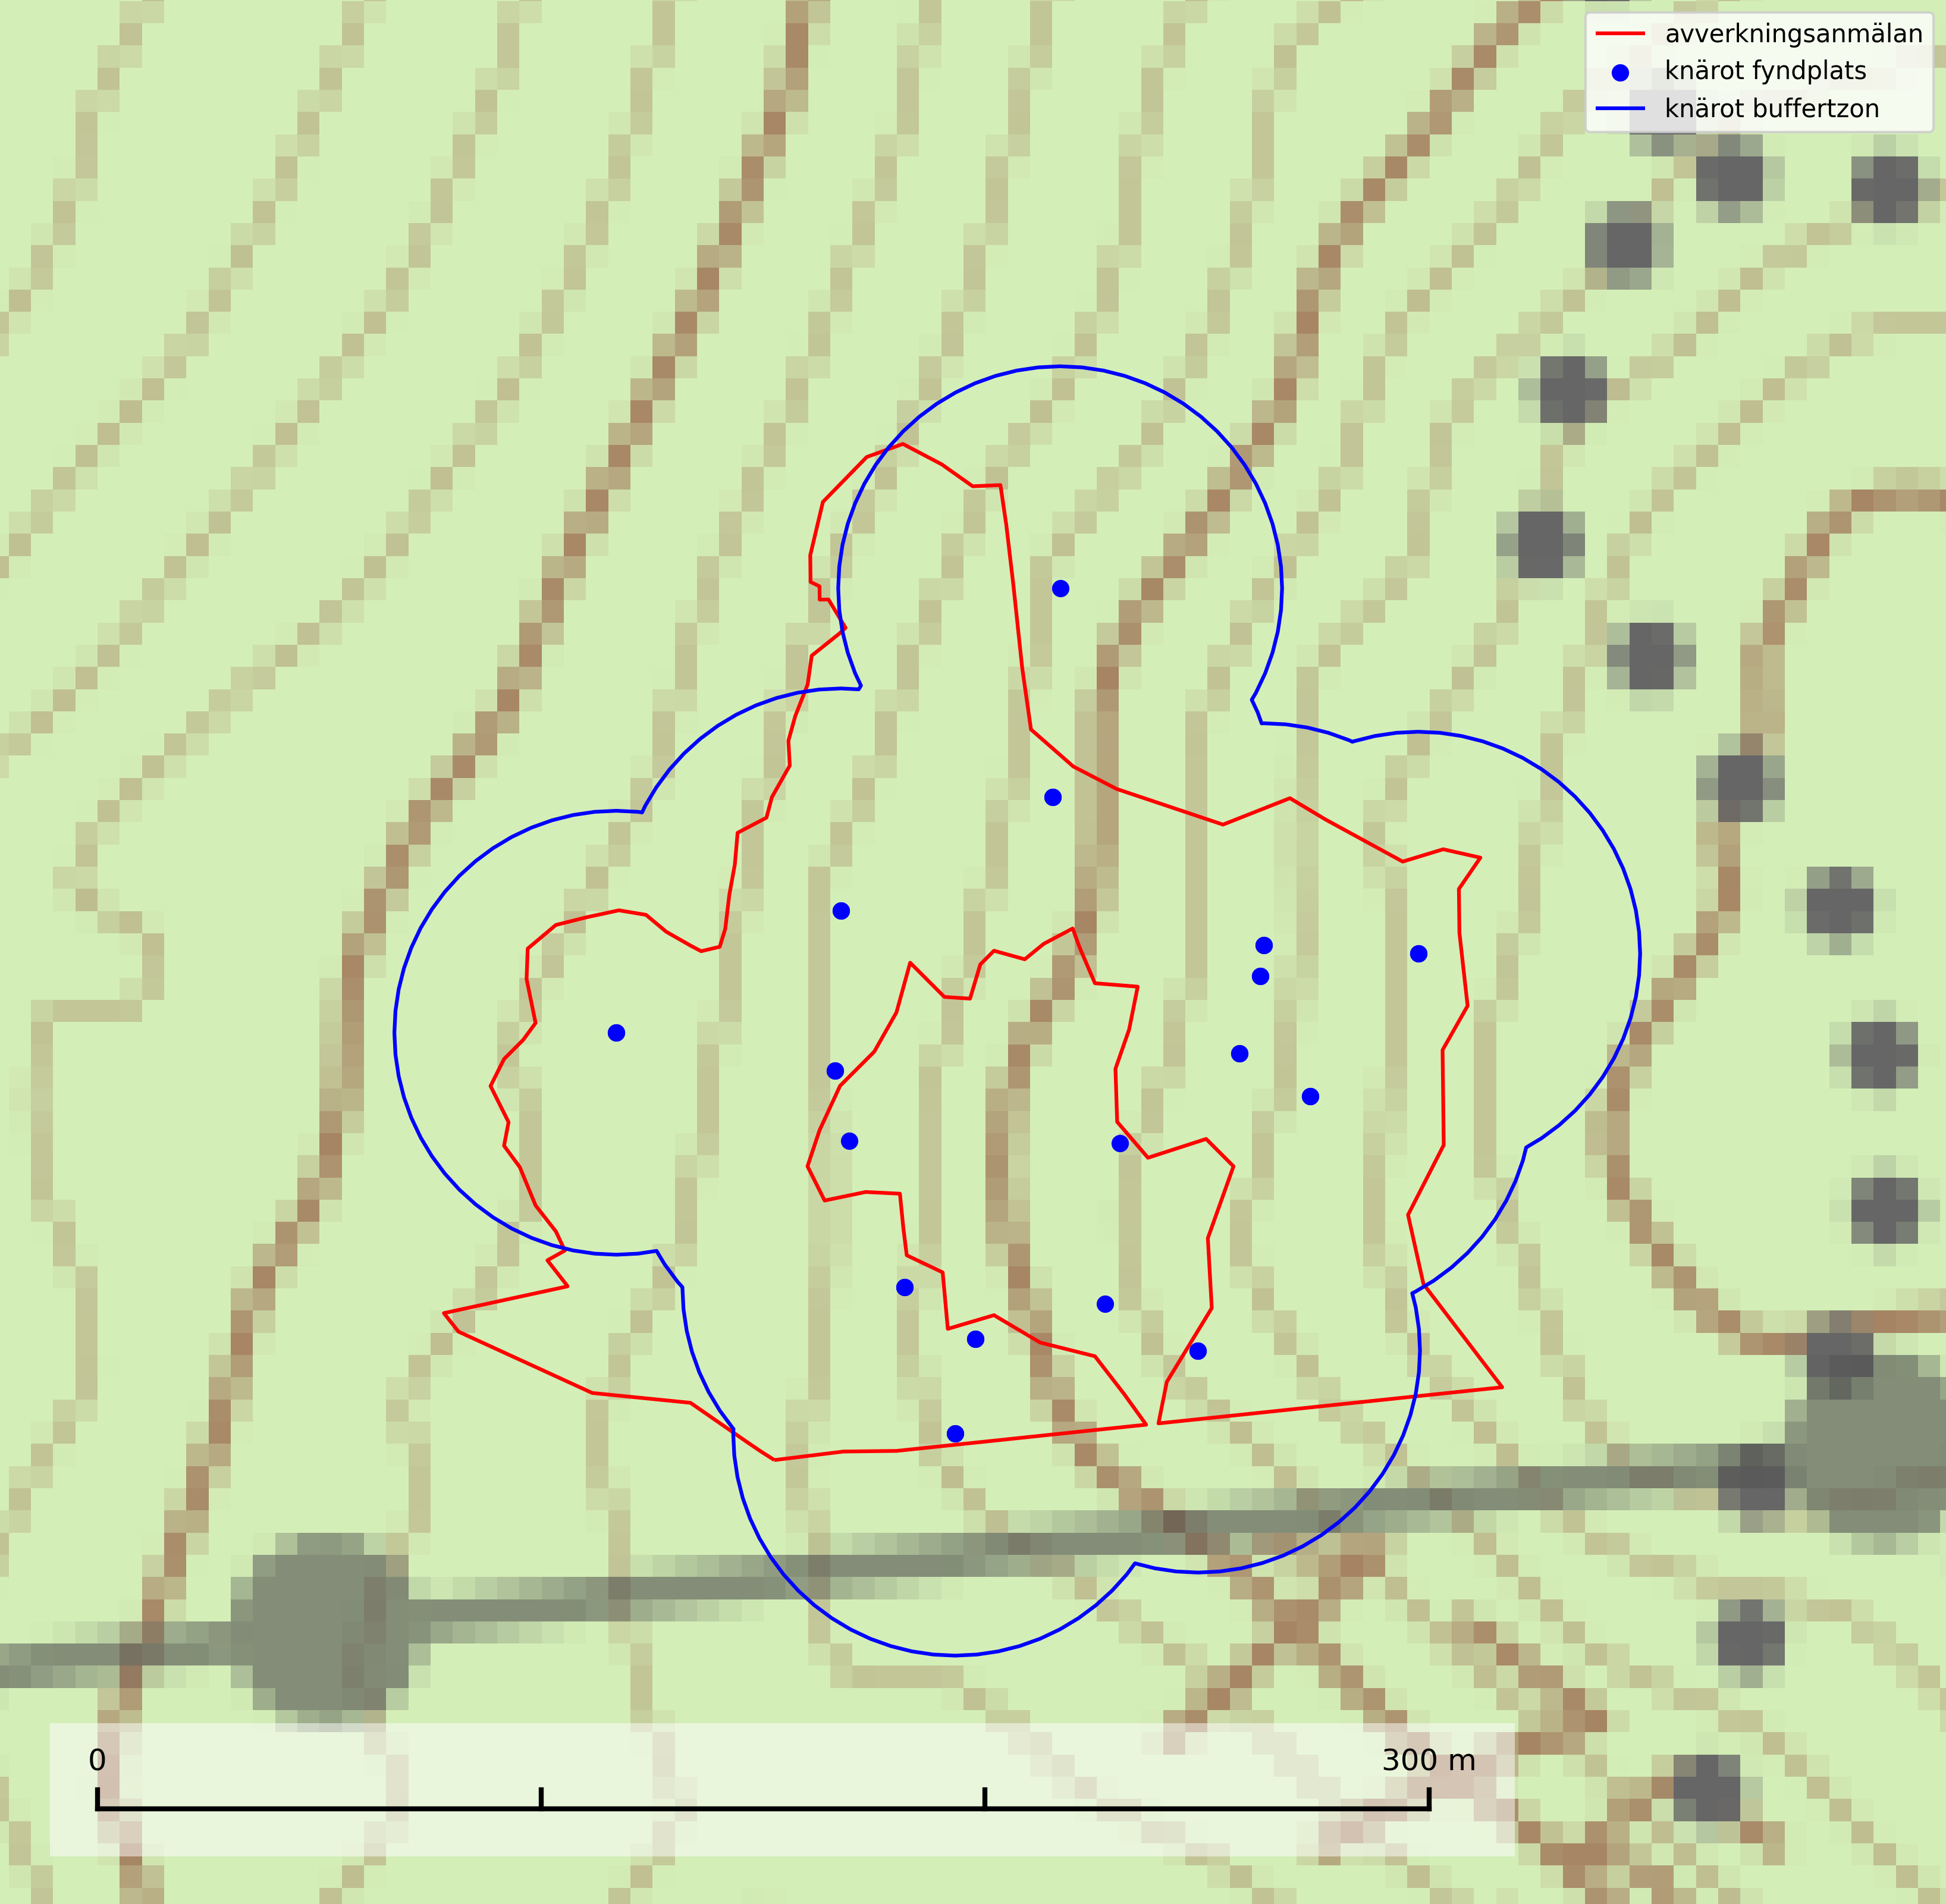 avverkningsanmälan
knärot fyndplats
knärot buffertzon
0 300 m